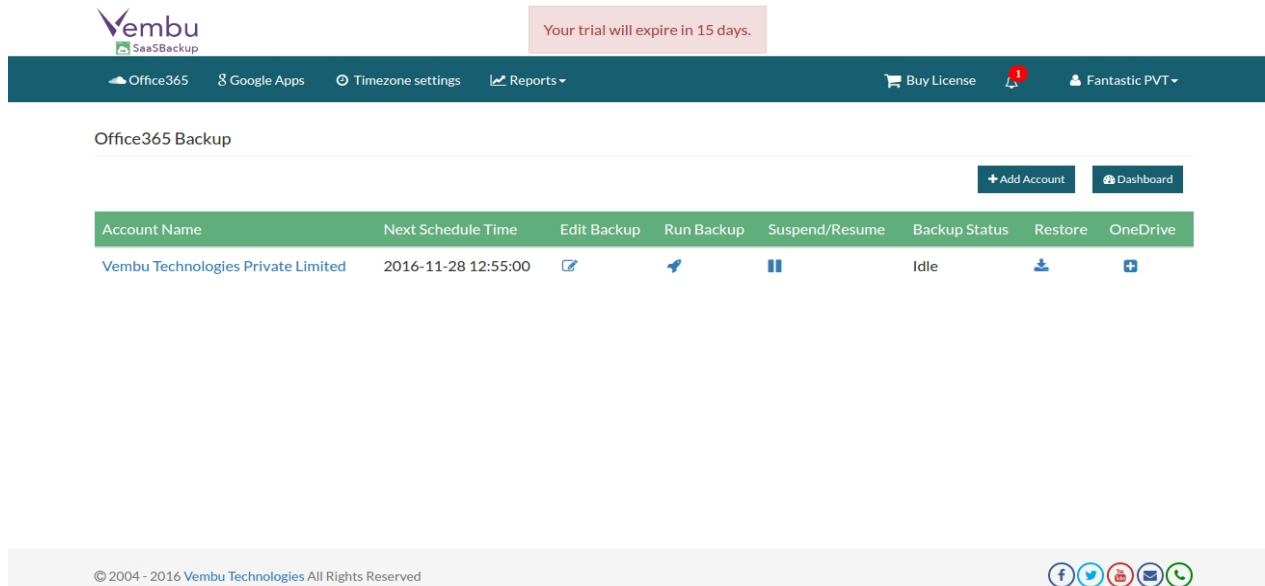 Vembu
SaaSBackup
Your trial will expire in 15 days.
Office365 Google Apps Timezone settings Reports Buy License 1 Fantastic PVT
Office365 Backup
+ Add Account Dashboard
Account Name Next Schedule Time Edit Backup Run Backup Suspend/Resume Backup Status Restore OneDrive
Vembu Technologies Private Limited 2016-11-28 12:55:00 Idle
© 2004 - 2016 Vembu Technologies All Rights Reserved